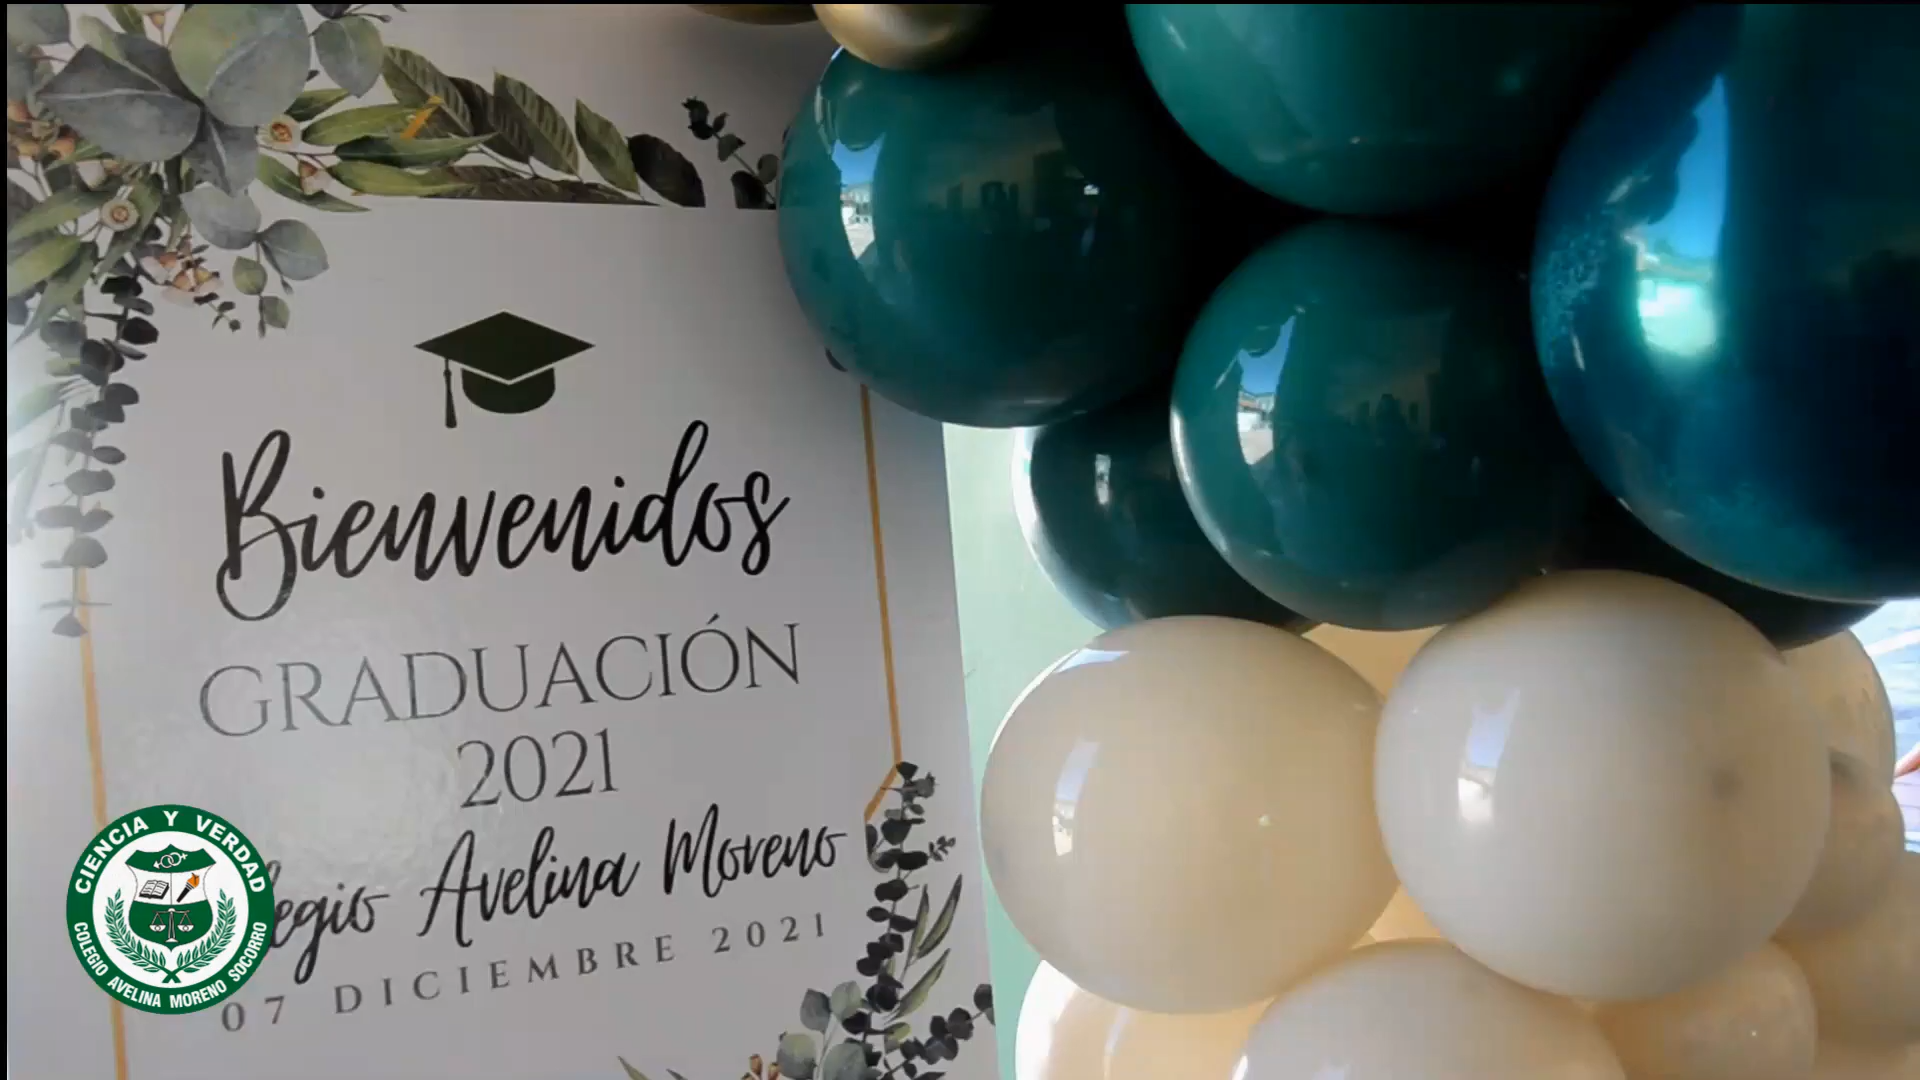 Bienvenidos
GRADUACIÓN
2021
Avelina Moreno
07 DICIEMBRE 2021
CIENCIA Y VERDAD
COLEGIO AVELINA MORENO SOCORRO